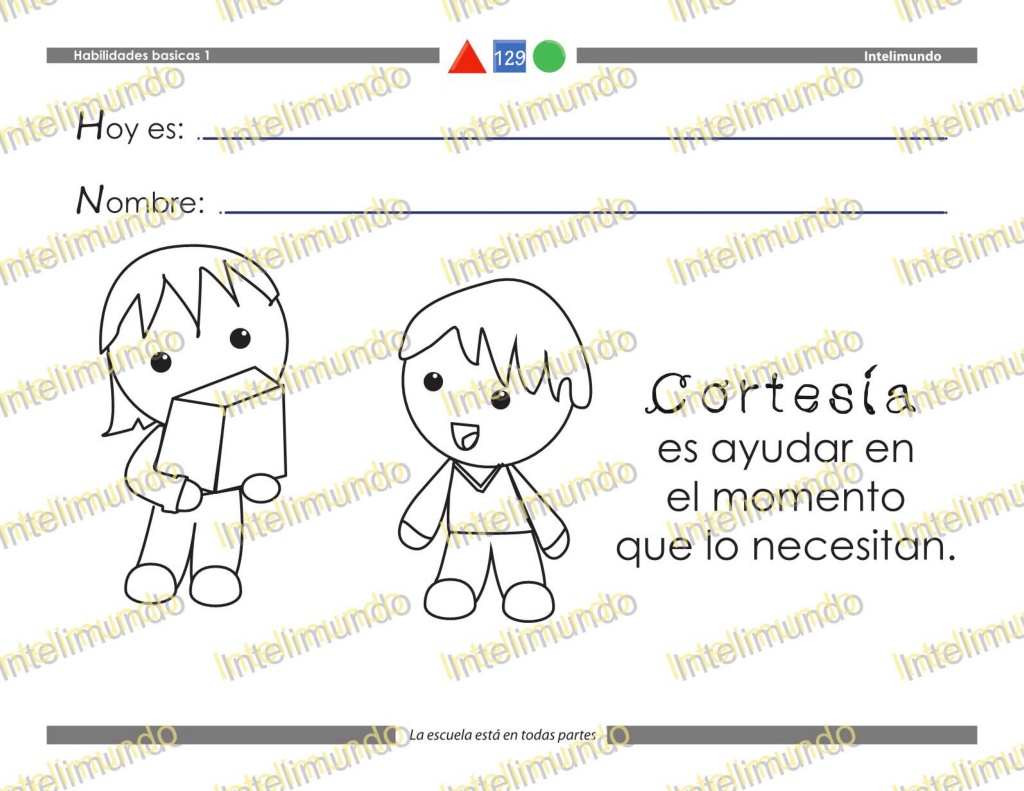 Habilidades basicas 1
129
Intelimundo
Hoy es:
Nombre:
Cortesía
es ayudar en
el momento
que lo necesitan.
La escuela está en todas partes
Intelimundo